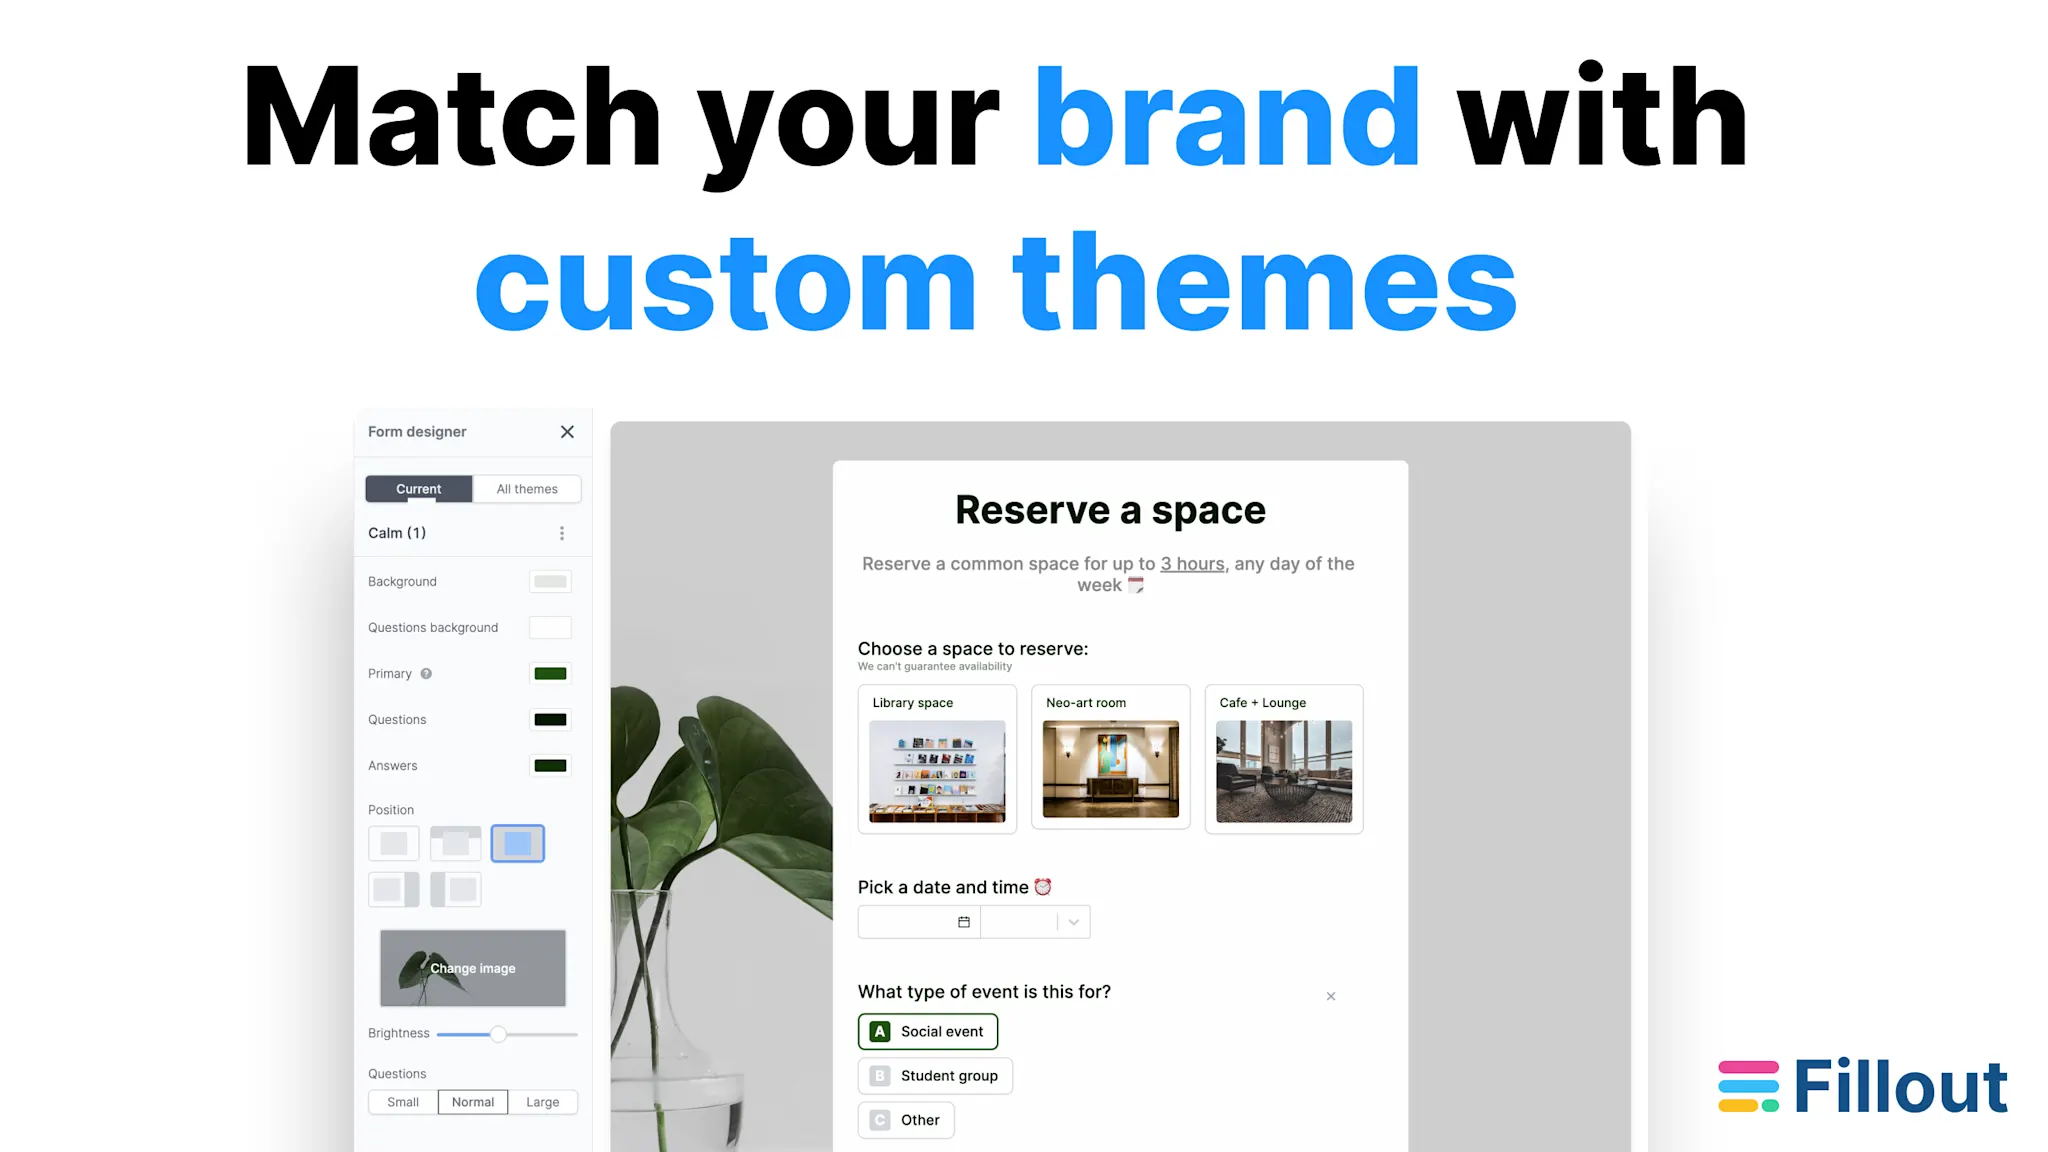 Match your brand with
custom themes
Form designer
Current
All themes
Calm (1)
Background
Questions background
Primary
Questions
Answers
Position
Change image
Brightness
Questions
Small
Normal
Large
Reserve a space
Reserve a common space for up to 3 hours, any day of the
week
Choose a space to reserve:
We can't guarantee availability
Library space
Neo-art room
Cafe + Lounge
Pick a date and time
What type of event is this for?
A Social event
B Student group
C Other
Fillout